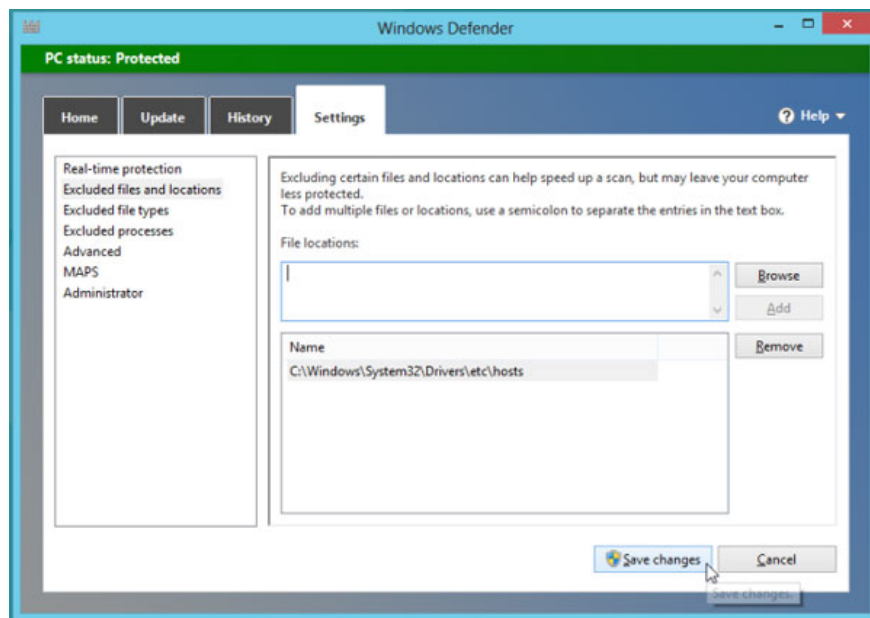 Windows Defender
PC status: Protected
Home
Update
History
Settings
Help
Real-time protection
Excluded files and locations
Excluded file types
Excluded processes
Advanced
MAPS
Administrator
Excluding certain files and locations can help speed up a scan, but may leave your computer
less protected.
To add multiple files or locations, use a semicolon to separate the entries in the text box.
File locations:
Browse
Add
Name
Remove
C:\Windows\System32\Drivers\etc\hosts
Save changes
Cancel
Save changes.